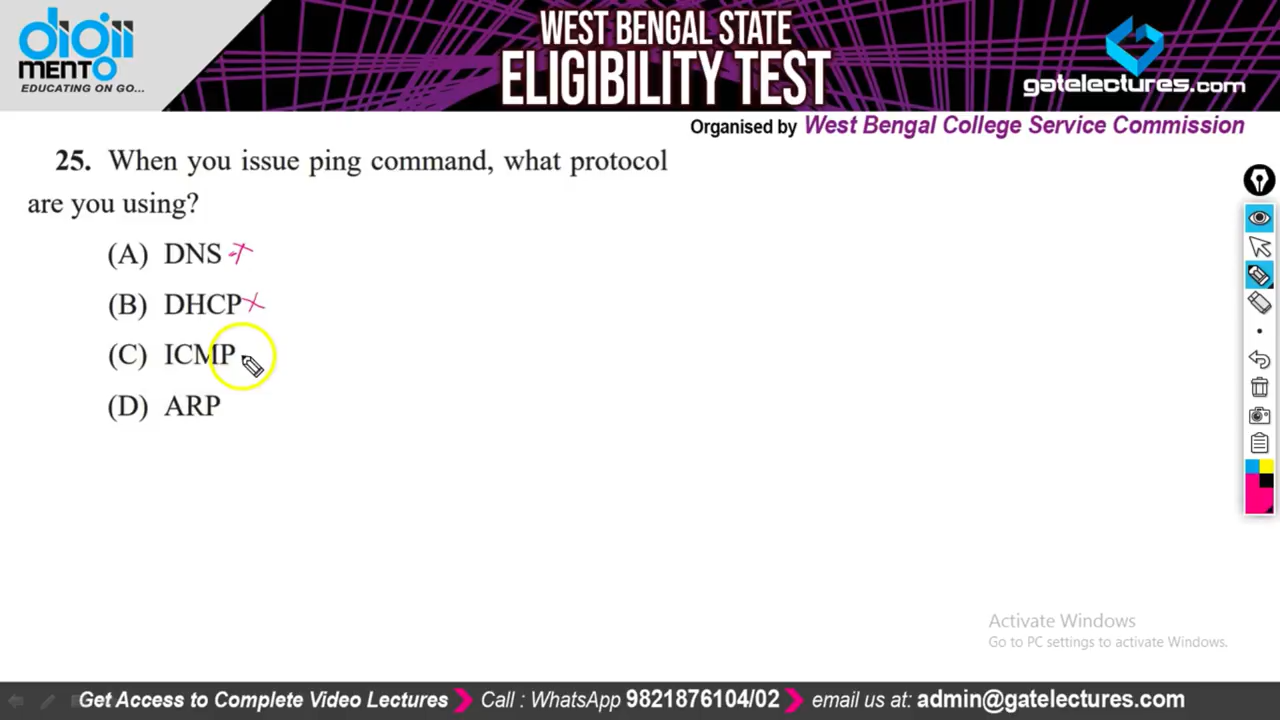 digii
MENTO
EDUCATING ON GO...
WEST BENGAL STATE
ELIGIBILITY TEST
gatelectures.com
Organised by West Bengal College Service Commission
25. When you issue ping command, what protocol
are you using?
(A) DNS
(B) DHCP
(C) ICMP
(D) ARP
Activate Windows
Go to PC settings to activate Windows.
Get Access to Complete Video Lectures Call : WhatsApp 9821876104/02 email us at: admin@gatelectures.com